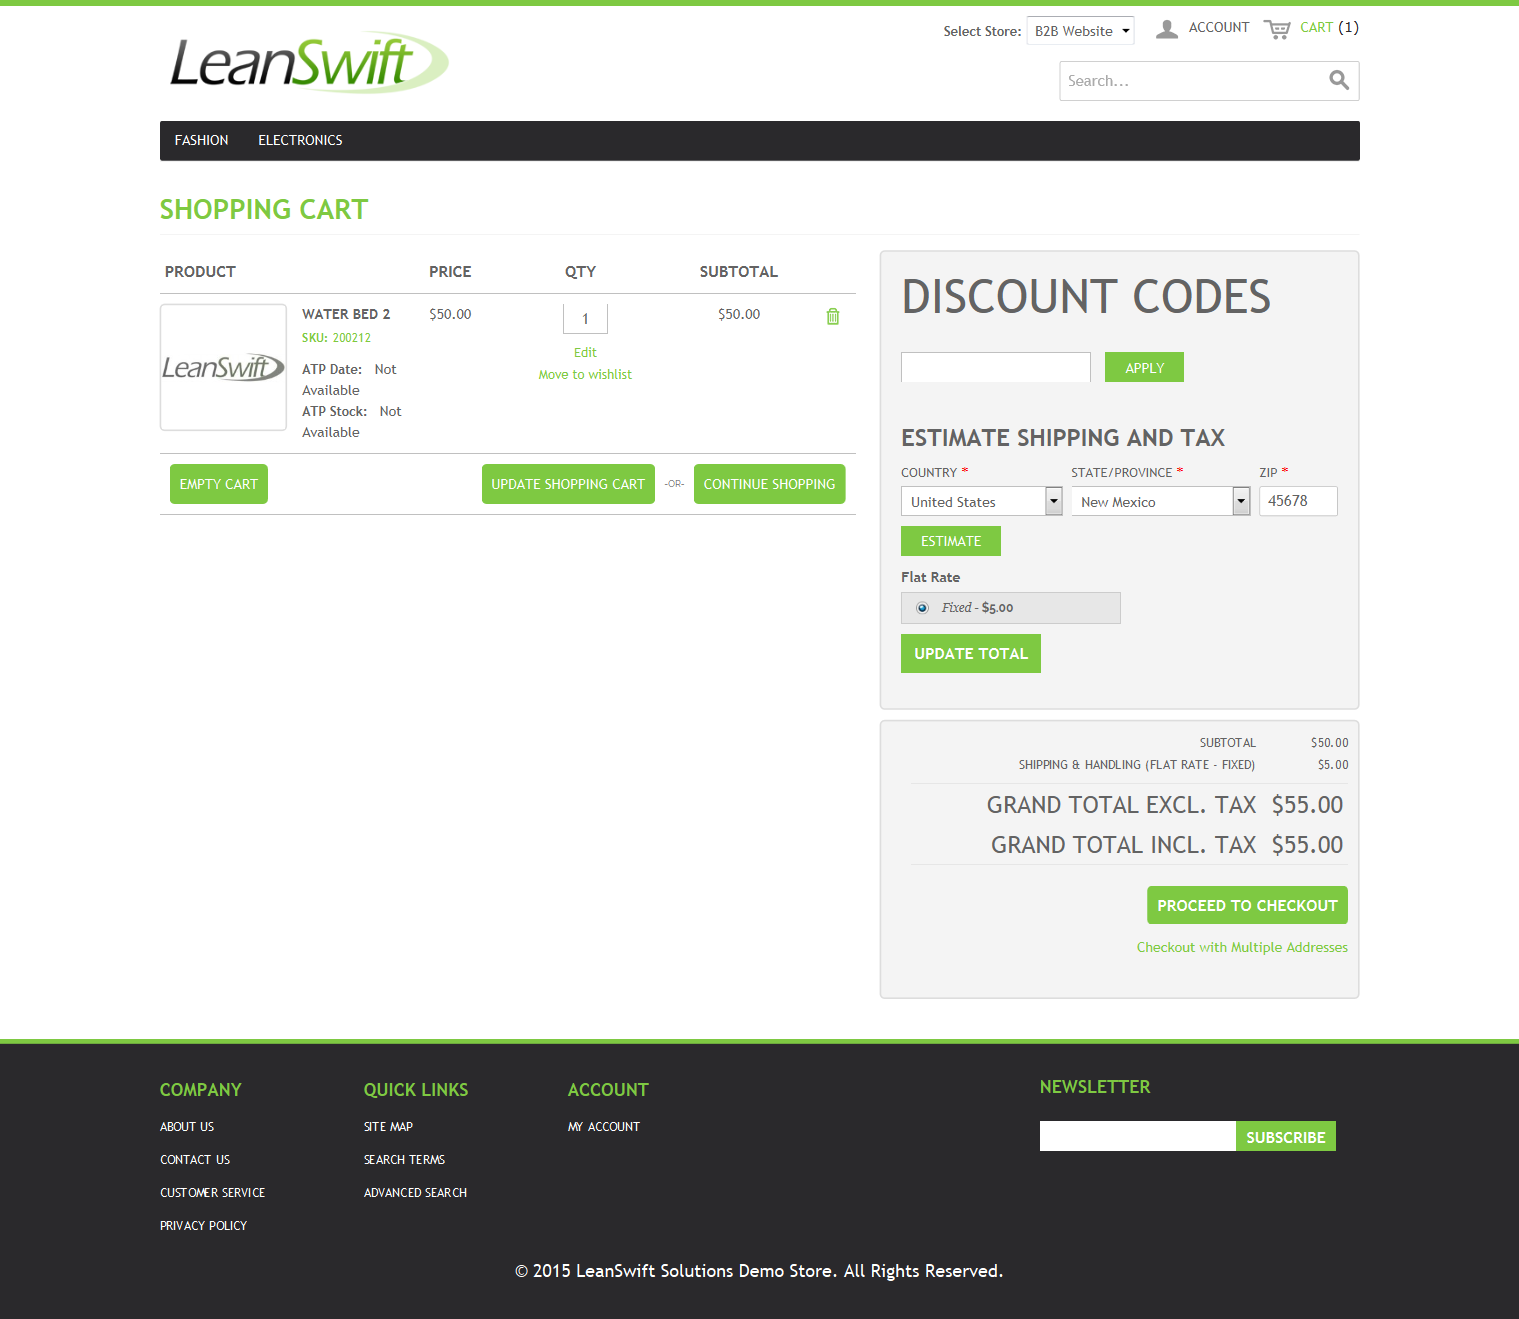 LeanSwift
Select Store: B2B Website
ACCOUNT
CART (1)
Search...
FASHION ELECTRONICS
SHOPPING CART
PRODUCT PRICE QTY SUBTOTAL
LeanSwift
WATER BED 2 $50.00 1 $50.00
SKU: 200212
ATP Date: Not
Available
ATP Stock: Not
Available
Edit
Move to wishlist
EMPTY CART UPDATE SHOPPING CART -OR- CONTINUE SHOPPING
DISCOUNT CODES
APPLY
ESTIMATE SHIPPING AND TAX
COUNTRY * STATE/PROVINCE * ZIP *
United States New Mexico 45678
ESTIMATE
Flat Rate
Fixed - $5.00
UPDATE TOTAL
SUBTOTAL $50.00
SHIPPING & HANDLING (FLAT RATE - FIXED) $5.00
GRAND TOTAL EXCL. TAX $55.00
GRAND TOTAL INCL. TAX $55.00
PROCEED TO CHECKOUT
Checkout with Multiple Addresses
COMPANY
ABOUT US
CONTACT US
CUSTOMER SERVICE
PRIVACY POLICY
QUICK LINKS
SITE MAP
SEARCH TERMS
ADVANCED SEARCH
ACCOUNT
MY ACCOUNT
NEWSLETTER
SUBSCRIBE
© 2015 LeanSwift Solutions Demo Store. All Rights Reserved.